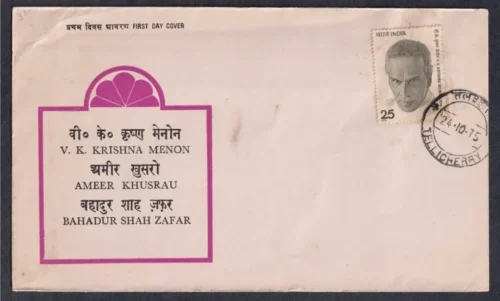 प्रथम दिवस आवरण FIRST DAY COVER
भारत INDIA
25
24-10-75
TELLICHERRY
वी० के० कृष्ण मेनोन
V. K. KRISHNA MENON
अमीर खुसरो
AMEER KHUSRAU
बहादुर शाह ज़फ़र
BAHADUR SHAH ZAFAR